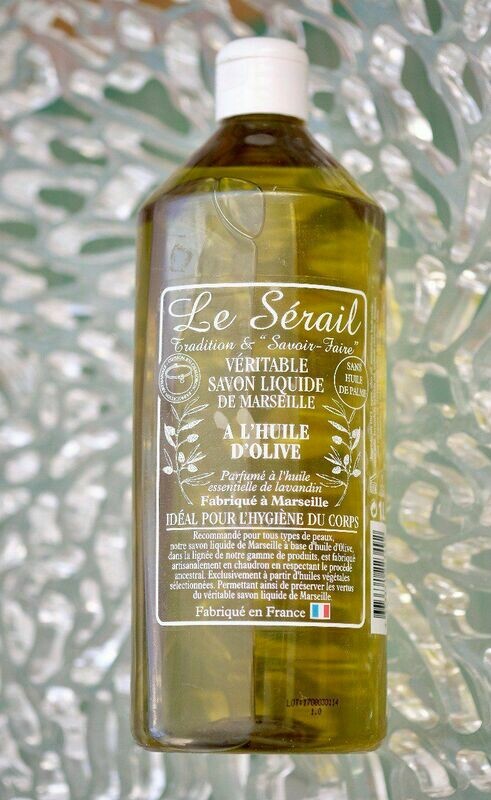 Le Sérail
Tradition & "Savoir-Faire"
VÉRITABLE
SAVON LIQUIDE
DE MARSEILLE
SANS
HUILE
DE PALME
A L'HUILE
D'OLIVE
Parfumé à l'huile
essentielle de lavandin
Fabriqué à Marseille
IDÉAL POUR L'HYGIÈNE DU CORPS
Recommandé pour tous types de peaux,
notre savon liquide de Marseille à base d'huile d'Olive,
dans la lignée de notre gamme de produits, est fabriqué
artisanalement en chaudron en respectant le procédé
ancestral. Exclusivement à partir d'huiles végétales
sélectionnées. Permettant ainsi de préserver les vertus
du véritable savon liquide de Marseille.
Fabriqué en France
1.0